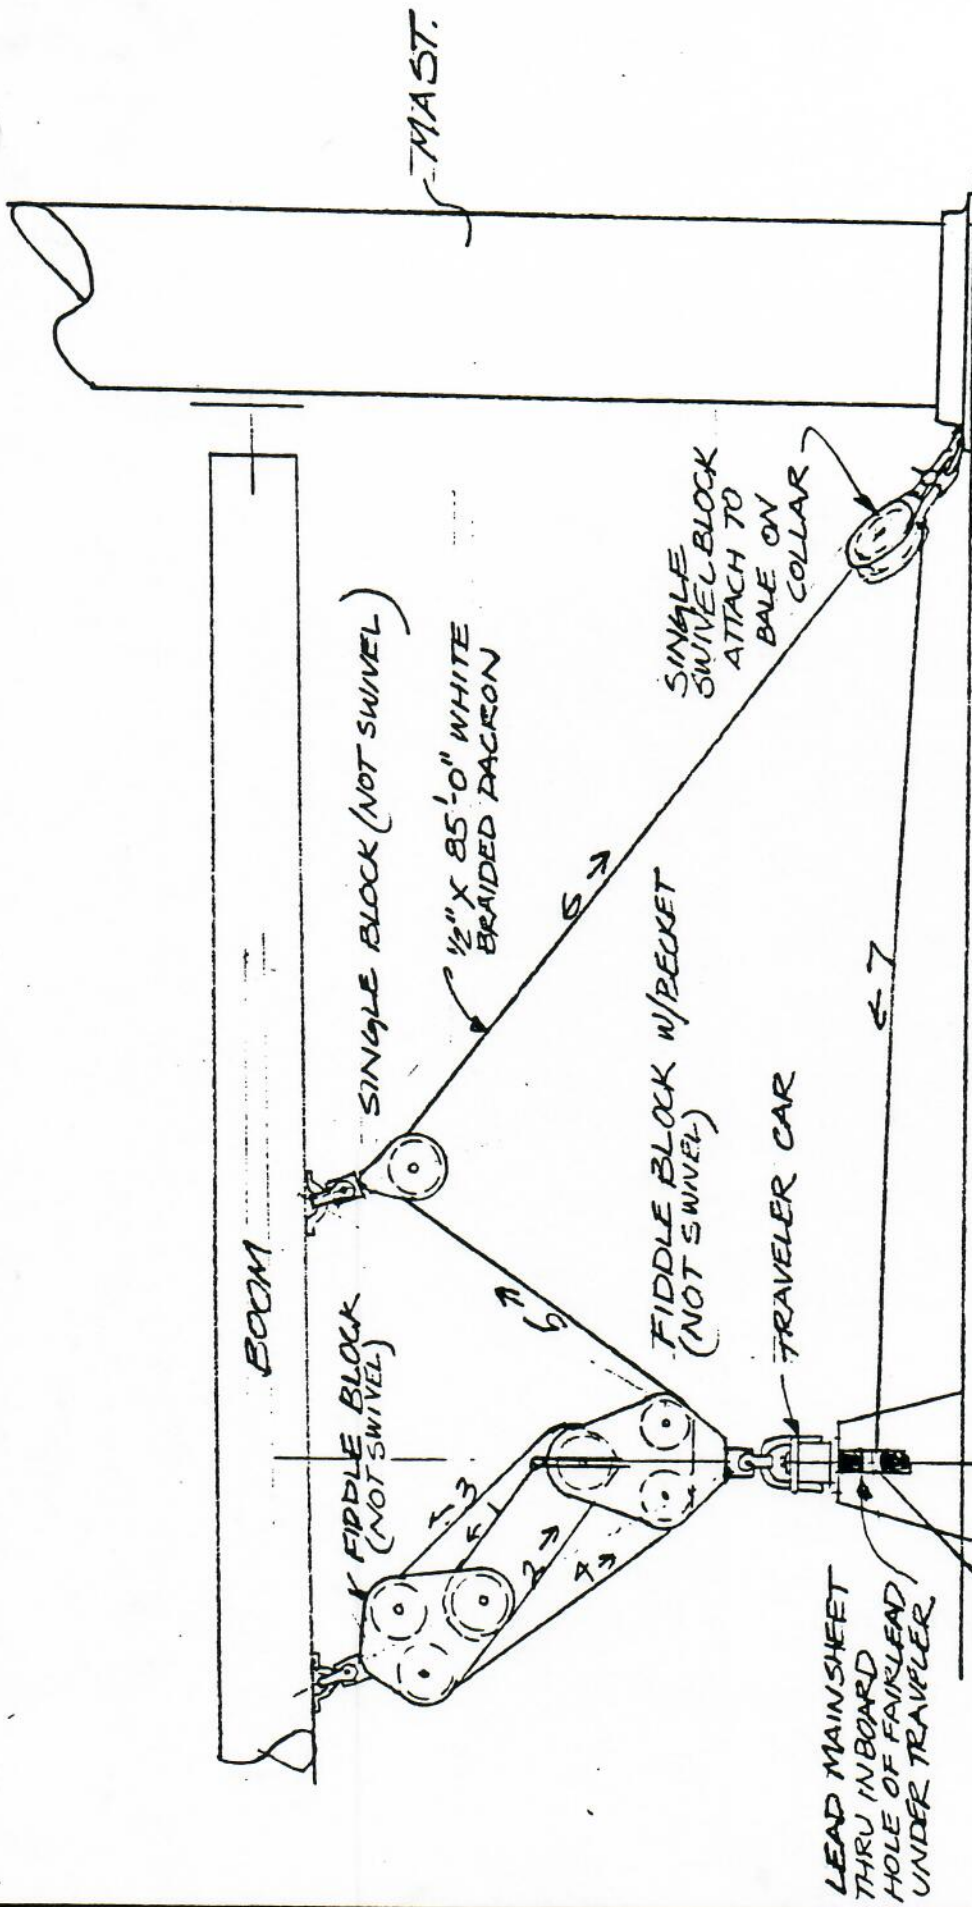 MAST.
BOOM
SINGLE BLOCK (NOT SWIVEL)
FIDDLE BLOCK
(NOT SWIVEL)
1/2" X 85'-0" WHITE
BRAIDED DACRON
3
1
2
4
5
6
SINGLE
SWIVEL BLOCK
ATTACH TO
BALE ON
COLLAR
FIDDLE BLOCK W/BECKET
(NOT SWIVEL)
TRAVELER CAR
7
LEAD MAINSHEET
THRU INBOARD
HOLE OF FAIRLEAD
UNDER TRAVELER.